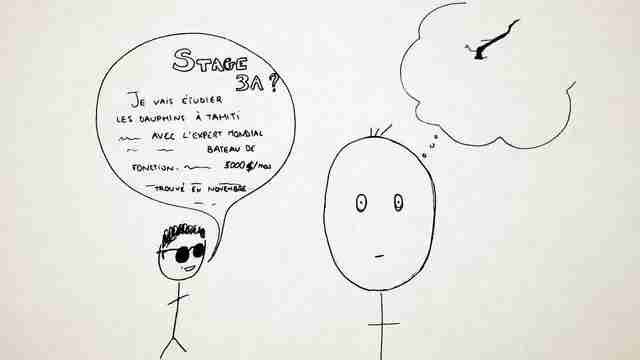 STAGE
3A ?
JE VAIS ÉTUDIER
LES DAUPHINS À TAHITI
AVEC L'EXPERT MONDIAL
BATEAU DE
FONCTION. 5000 $/mois
TROUVÉ EN NOVEMBRE